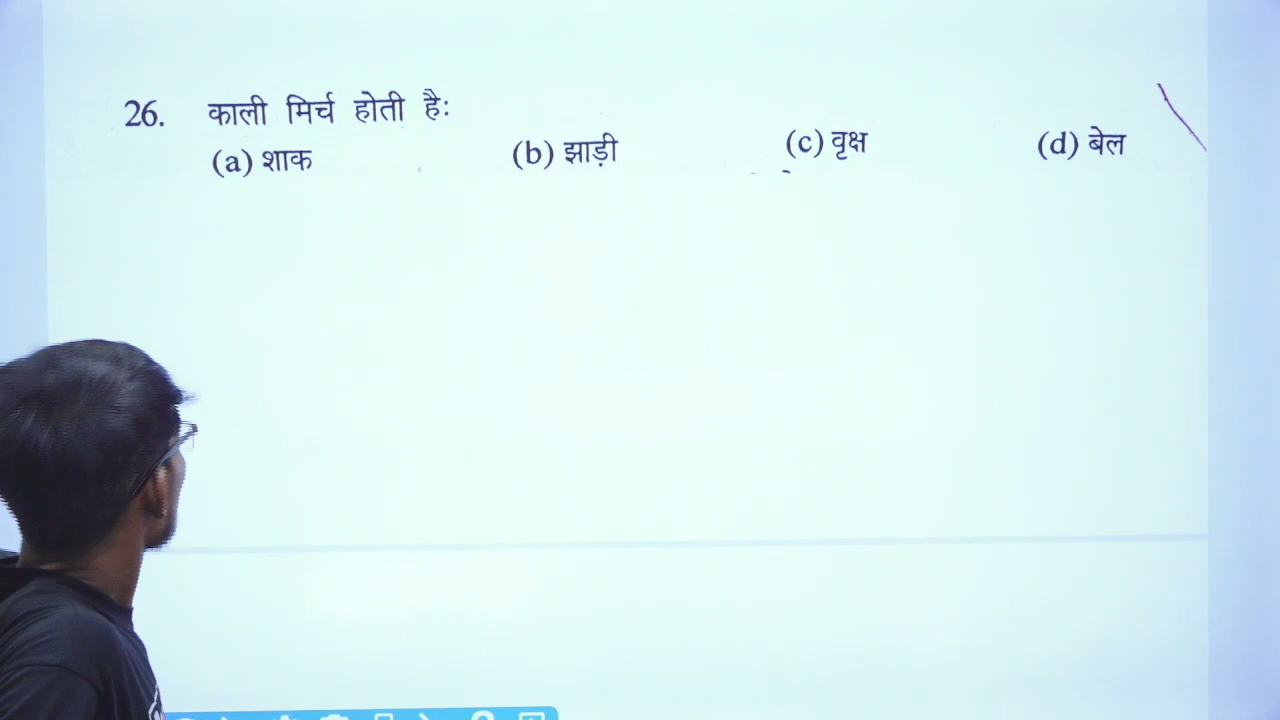 26. काली मिर्च होती है:
(a) शाक (b) झाड़ी (c) वृक्ष (d) बेल